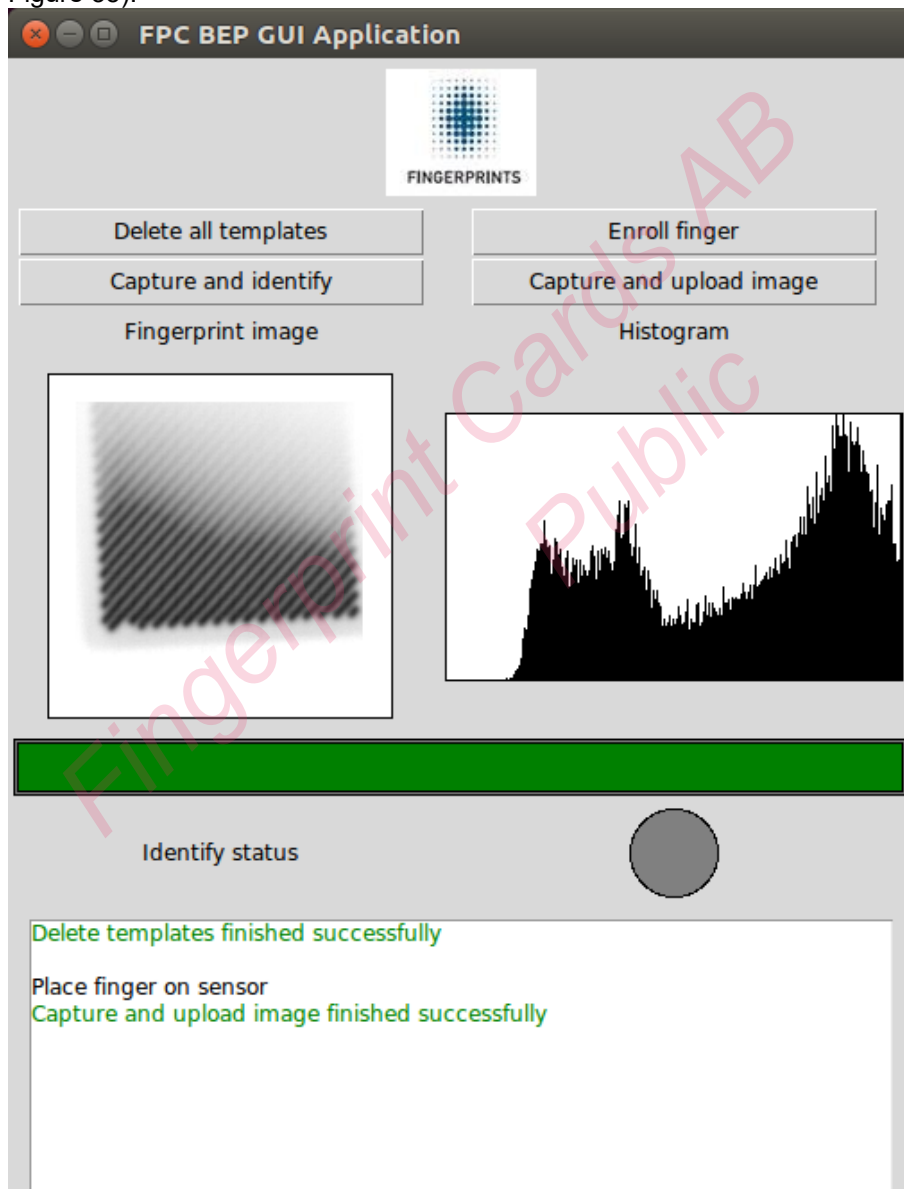 FPC BEP GUI Application
FINGERPRINTS
Delete all templates
Enroll finger
Capture and identify
Capture and upload image
Fingerprint image
Histogram
Fingerprint Cards AB
Public
Identify status
Delete templates finished successfully
Place finger on sensor
Capture and upload image finished successfully